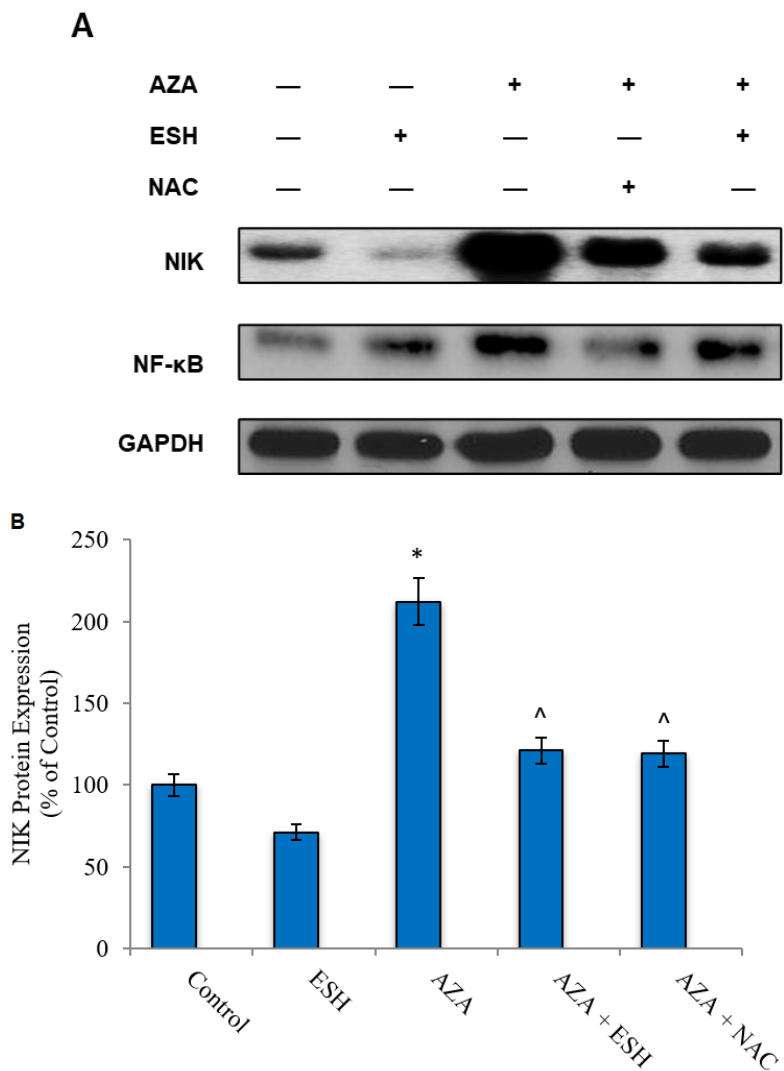 A
AZA — — + + +
ESH — + — — +
NAC — — — + —
NIK
NF-κB
GAPDH
B
250
200
150
100
50
0
NIK Protein Expression
(% of Control)
*
^
^
Control
ESH
AZA
AZA + ESH
AZA + NAC